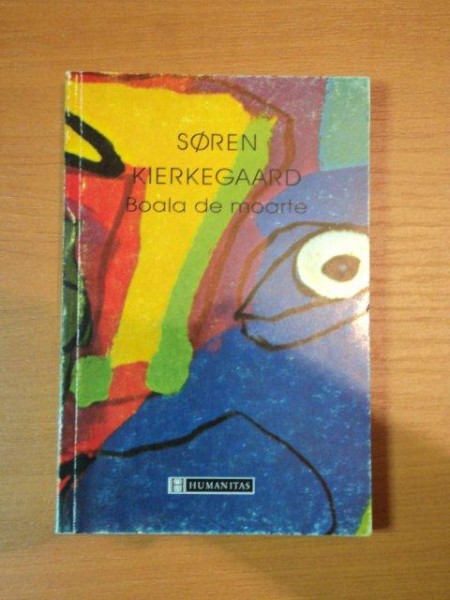 SØREN
KIERKEGAARD
Boala de moarte
HUMANITAS